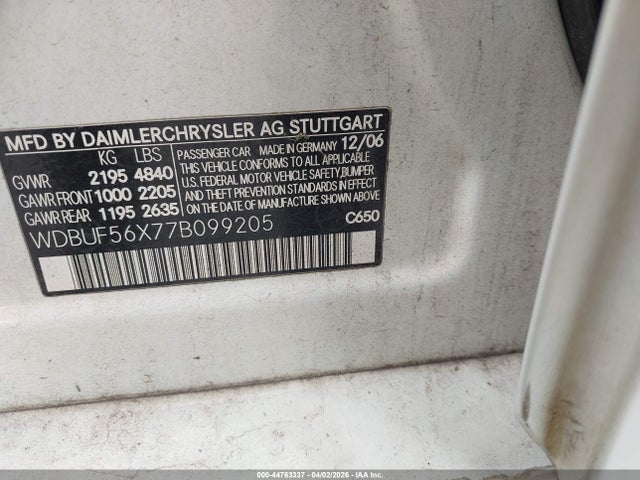 MFD BY DAIMLERCHRYSLER AG STUTTGART
KG LBS
GVWR 2195 4840
GAWR FRONT 1000 2205
GAWR REAR 1195 2635
PASSENGER CAR MADE IN GERMANY 12/06
THIS VEHICLE CONFORMS TO ALL APPLICABLE
U.S. FEDERAL MOTOR VEHICLE SAFETY,BUMPER
AND THEFT PREVENTION STANDARDS IN EFFECT
ON THE DATE OF MANUFACTURE SHOWN ABOVE.
WDBUF56X77B099205
C650
000-44763337 - 04/02/2026 - IAAI Corp.